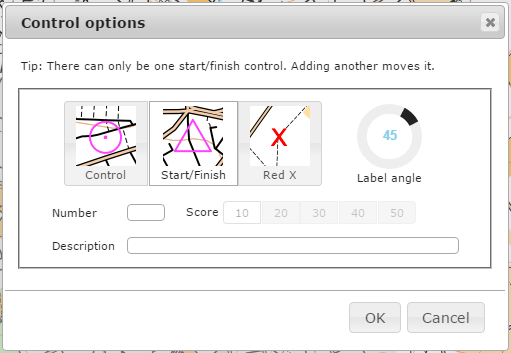 Control options
Tip: There can only be one start/finish control. Adding another moves it.
Control Start/Finish Red X
45
Label angle
Number Score 10 20 30 40 50
Description
OK Cancel